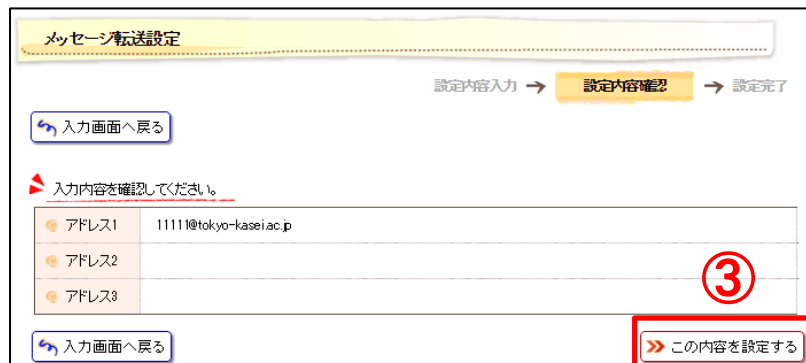 メッセージ転送設定
設定内容入力 → 設定内容確認 → 設定完了
入力画面へ戻る
入力内容を確認してください。
アドレス1 11111@tokyo-kasei.ac.jp
アドレス2
アドレス3
③
入力画面へ戻る
この内容を設定する